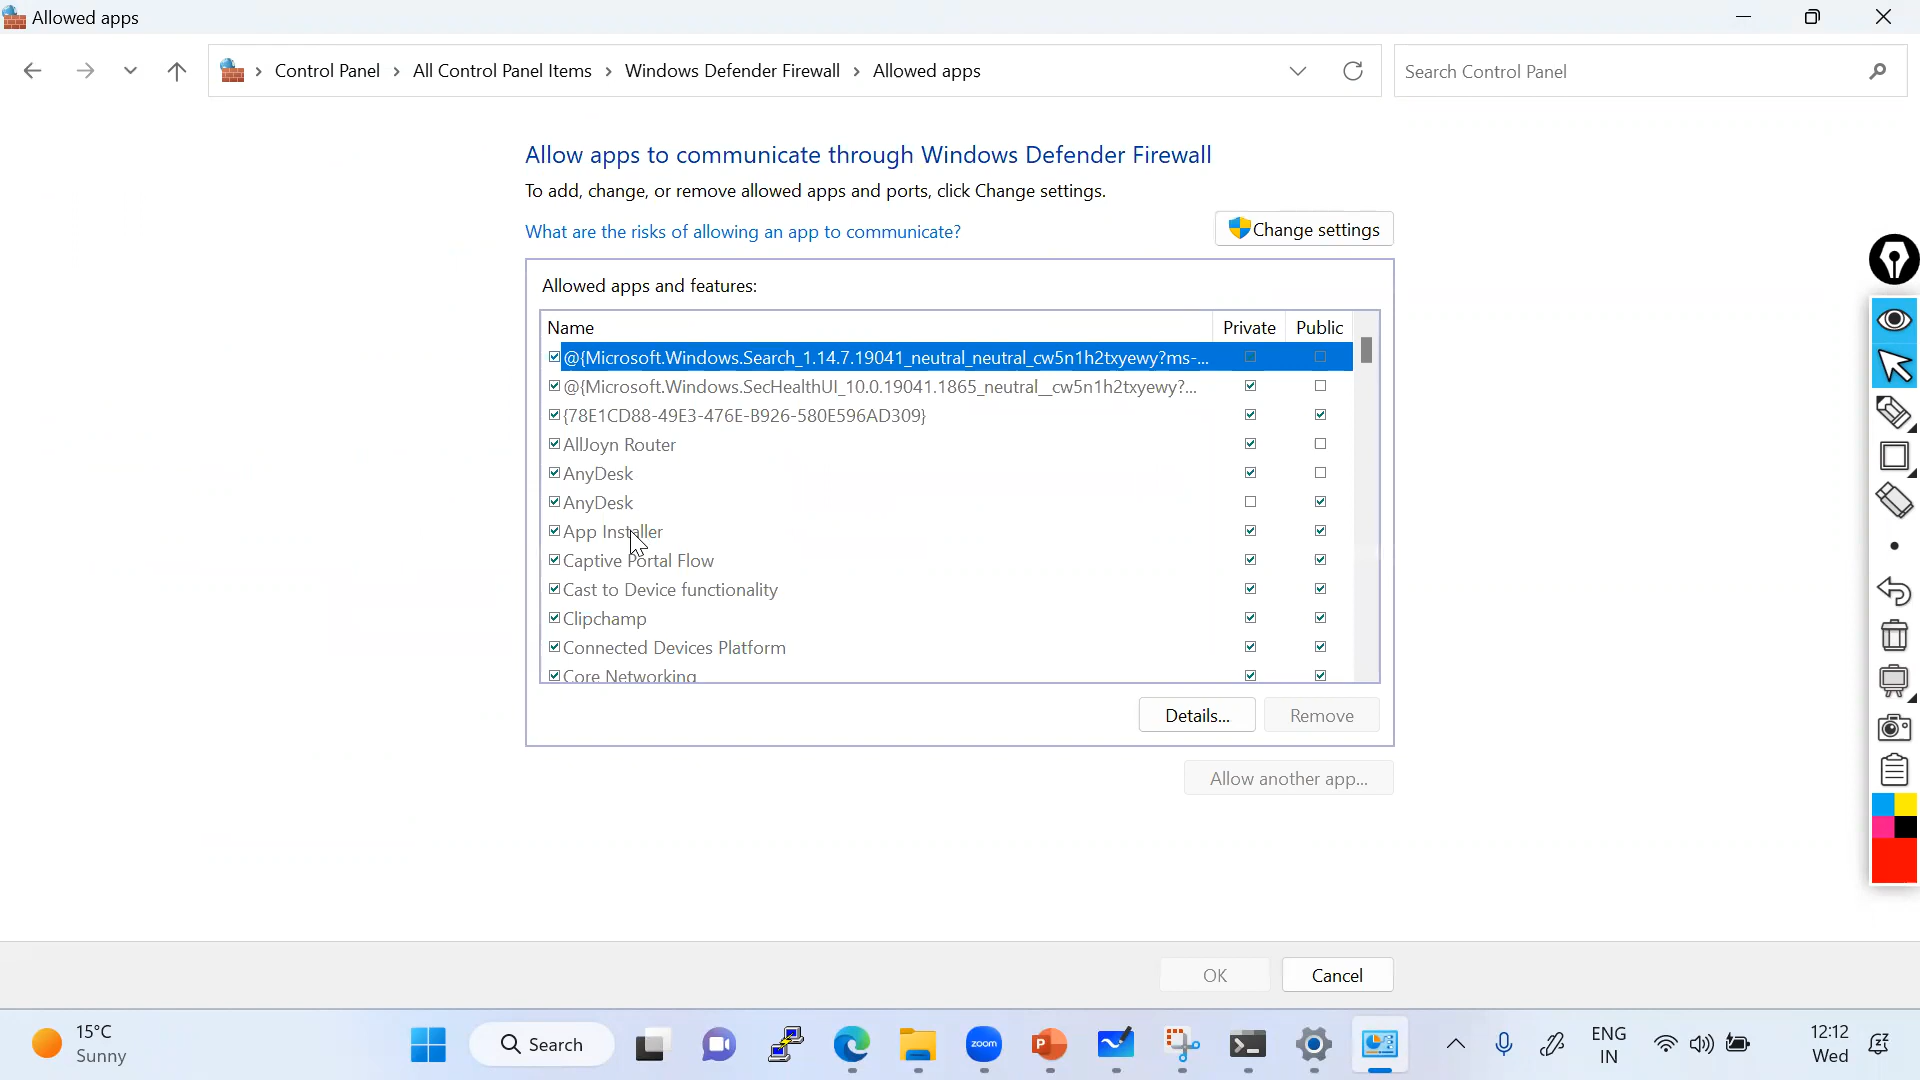 Allowed apps
Control Panel > All Control Panel Items > Windows Defender Firewall > Allowed apps
Search Control Panel
Allow apps to communicate through Windows Defender Firewall
To add, change, or remove allowed apps and ports, click Change settings.
What are the risks of allowing an app to communicate?
Change settings
Allowed apps and features:
Name Private Public
@{Microsoft.Windows.Search_1.14.7.19041_neutral_neutral_cw5n1h2txyewy?ms-...
@{Microsoft.Windows.SecHealthUI_10.0.19041.1865_neutral__cw5n1h2txyewy?...
{78E1CD88-49E3-476E-B926-580E596AD309}
AllJoyn Router
AnyDesk
AnyDesk
App Installer
Captive Portal Flow
Cast to Device functionality
Clipchamp
Connected Devices Platform
Core Networking
Details... Remove
Allow another app...
OK Cancel
15°C
Sunny
Search
zoom
P
ENG
IN
12:12
Wed